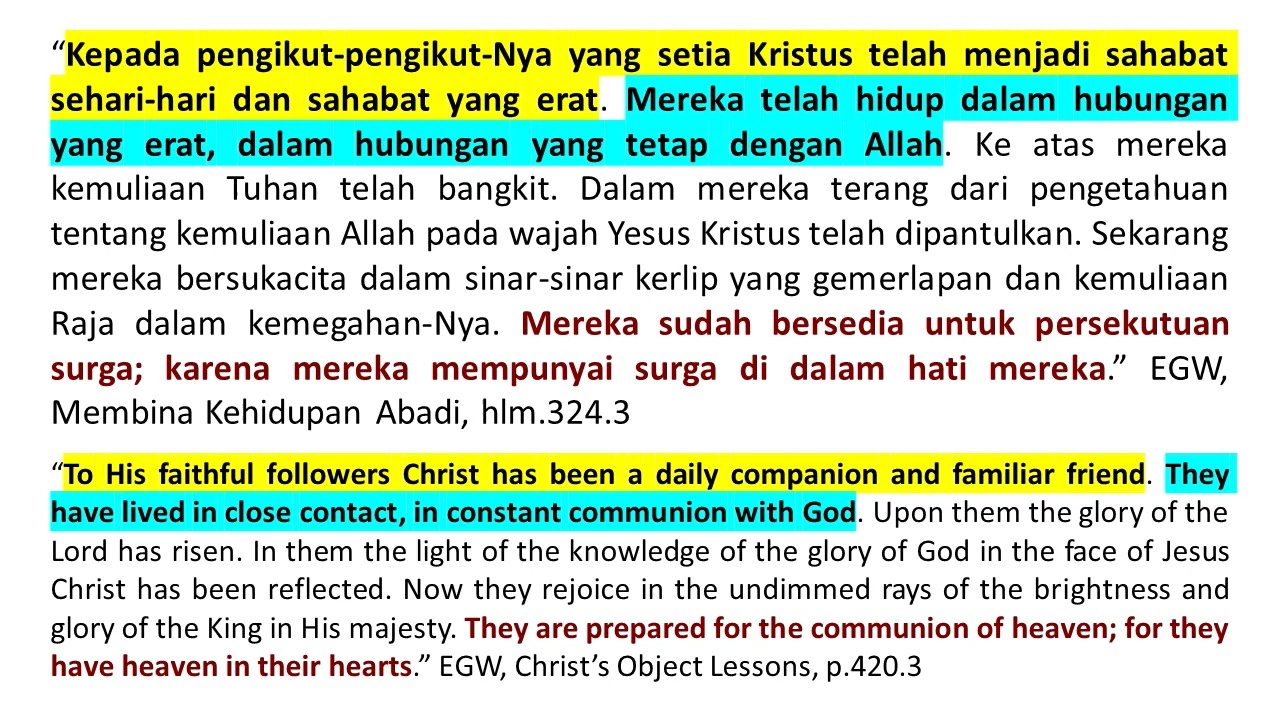 “Kepada pengikut-pengikut-Nya yang setia Kristus telah menjadi sahabat
sehari-hari dan sahabat yang erat. Mereka telah hidup dalam hubungan
yang erat, dalam hubungan yang tetap dengan Allah. Ke atas mereka
kemuliaan Tuhan telah bangkit. Dalam mereka terang dari pengetahuan
tentang kemuliaan Allah pada wajah Yesus Kristus telah dipantulkan. Sekarang
mereka bersukacita dalam sinar-sinar kerlip yang gemerlapan dan kemuliaan
Raja dalam kemegahan-Nya. Mereka sudah bersedia untuk persekutuan
surga; karena mereka mempunyai surga di dalam hati mereka.” EGW,
Membina Kehidupan Abadi, hlm.324.3
“To His faithful followers Christ has been a daily companion and familiar friend. They
have lived in close contact, in constant communion with God. Upon them the glory of the
Lord has risen. In them the light of the knowledge of the glory of God in the face of Jesus
Christ has been reflected. Now they rejoice in the undimmed rays of the brightness and
glory of the King in His majesty. They are prepared for the communion of heaven; for they
have heaven in their hearts.” EGW, Christ’s Object Lessons, p.420.3